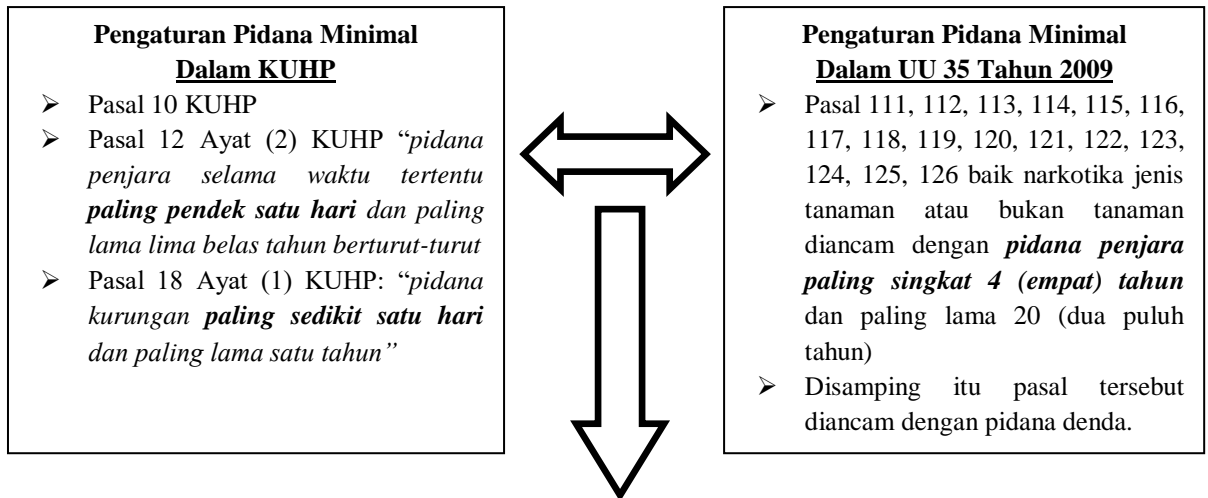 Pengaturan Pidana Minimal
Dalam KUHP
➢ Pasal 10 KUHP
➢ Pasal 12 Ayat (2) KUHP “pidana
penjara selama waktu tertentu
paling pendek satu hari dan paling
lama lima belas tahun berturut-turut
➢ Pasal 18 Ayat (1) KUHP: “pidana
kurungan paling sedikit satu hari
dan paling lama satu tahun”
Pengaturan Pidana Minimal
Dalam UU 35 Tahun 2009
➢ Pasal 111, 112, 113, 114, 115, 116,
117, 118, 119, 120, 121, 122, 123,
124, 125, 126 baik narkotika jenis
tanaman atau bukan tanaman
diancam dengan pidana penjara
paling singkat 4 (empat) tahun
dan paling lama 20 (dua puluh
tahun)
➢ Disamping itu pasal tersebut
diancam dengan pidana denda.